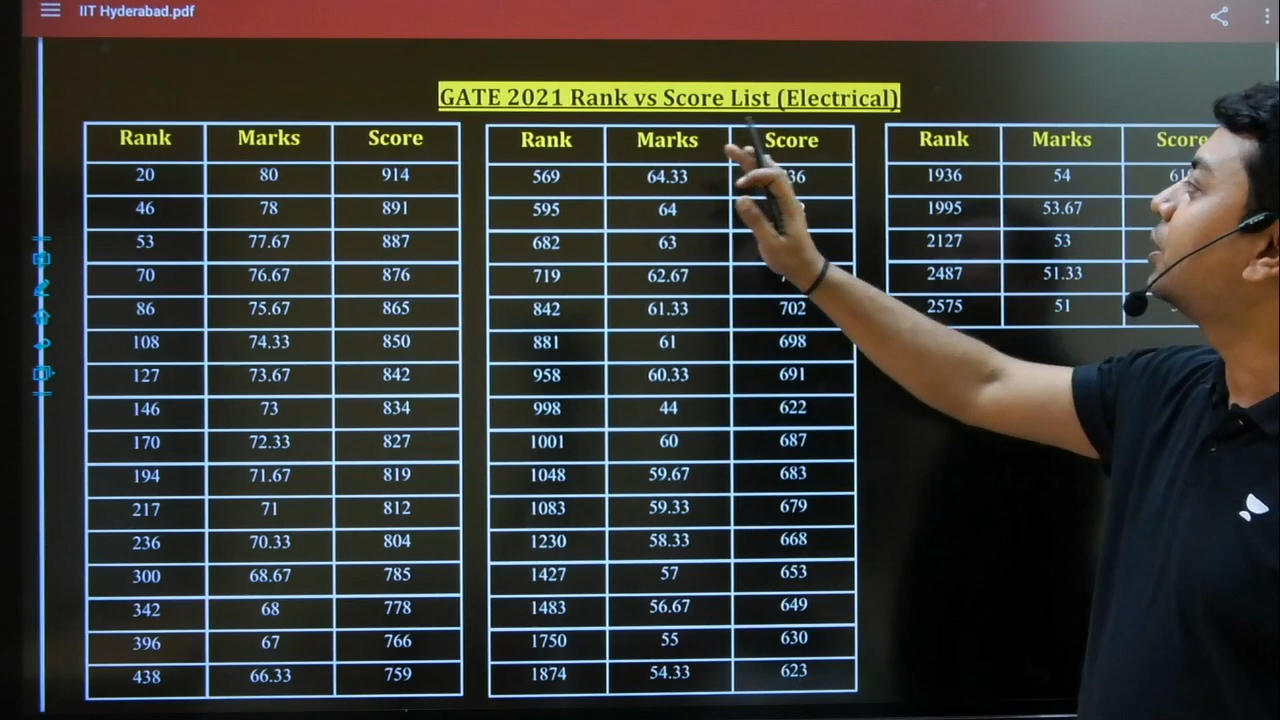 IIT Hyderabad.pdf
GATE 2021 Rank vs Score List (Electrical)
Rank Marks Score
20 80 914
46 78 891
53 77.67 887
70 76.67 876
86 75.67 865
108 74.33 850
127 73.67 842
146 73 834
170 72.33 827
194 71.67 819
217 71 812
236 70.33 804
300 68.67 785
342 68 778
396 67 766
438 66.33 759
Rank Marks Score
569 64.33
595 64
682 63
719 62.67
842 61.33 702
881 61 698
958 60.33 691
998 44 622
1001 60 687
1048 59.67 683
1083 59.33 679
1230 58.33 668
1427 57 653
1483 56.67 649
1750 55 630
1874 54.33 623
Rank Marks Score
1936 54
1995 53.67
2127 53
2487 51.33
2575 51